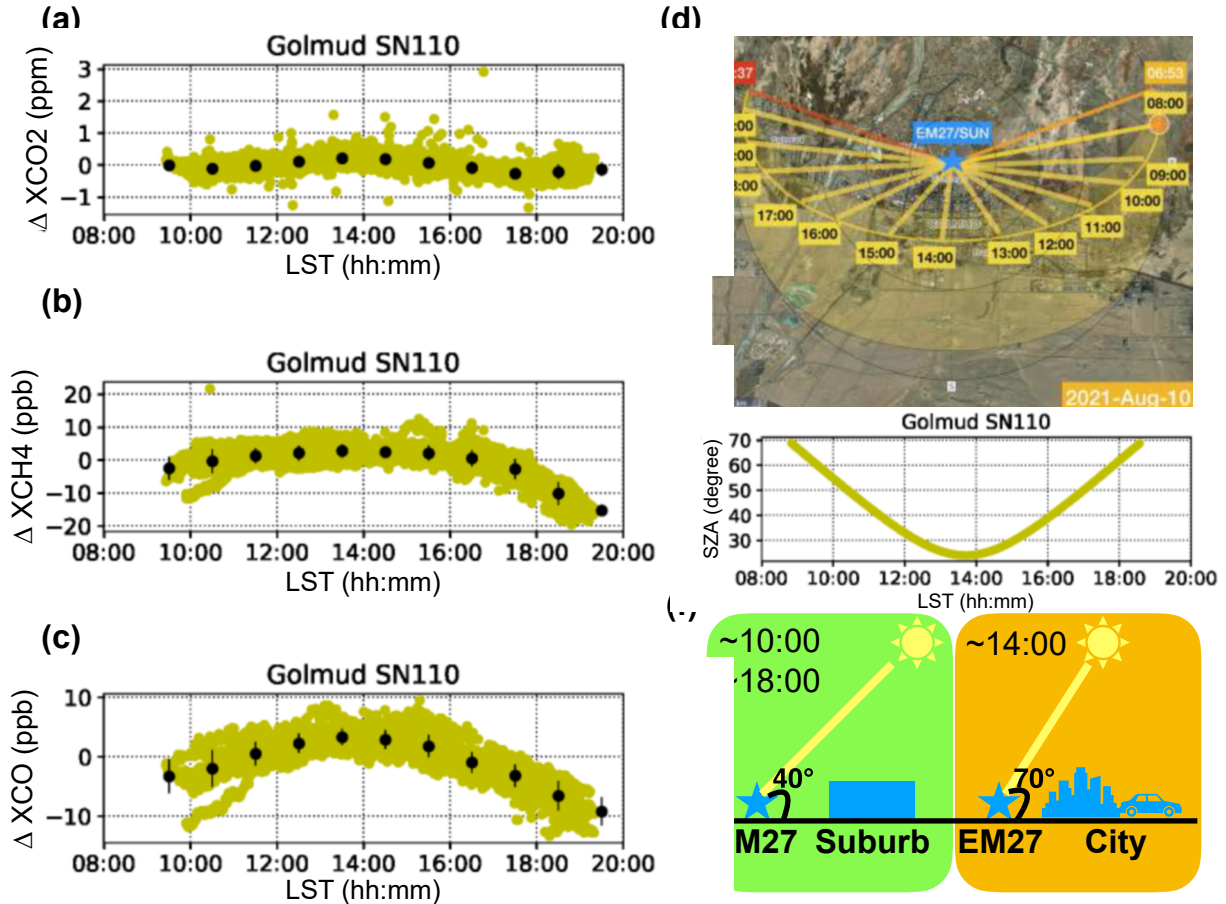 (a)
Golmud SN110
Δ XCO2 (ppm)
3
2
1
0
−1
08:00 10:00 12:00 14:00 16:00 18:00 20:00
LST (hh:mm)
(b)
Golmud SN110
Δ XCH4 (ppb)
20
10
0
−10
−20
08:00 10:00 12:00 14:00 16:00 18:00 20:00
LST (hh:mm)
(c)
Golmud SN110
Δ XCO (ppb)
10
0
−10
08:00 10:00 12:00 14:00 16:00 18:00 20:00
LST (hh:mm)
(d)
:37
06:53
08:00
EM27/SUN
:00
:00
09:00
10:00
17:00
11:00
16:00
12:00
15:00
14:00
13:00
GOLMUD
S
2021-Aug-10
Golmud SN110
SZA (degree)
70
60
50
40
30
08:00 10:00 12:00 14:00 16:00 18:00 20:00
LST (hh:mm)
~10:00
~18:00
40°
M27 Suburb
~14:00
70°
EM27 City